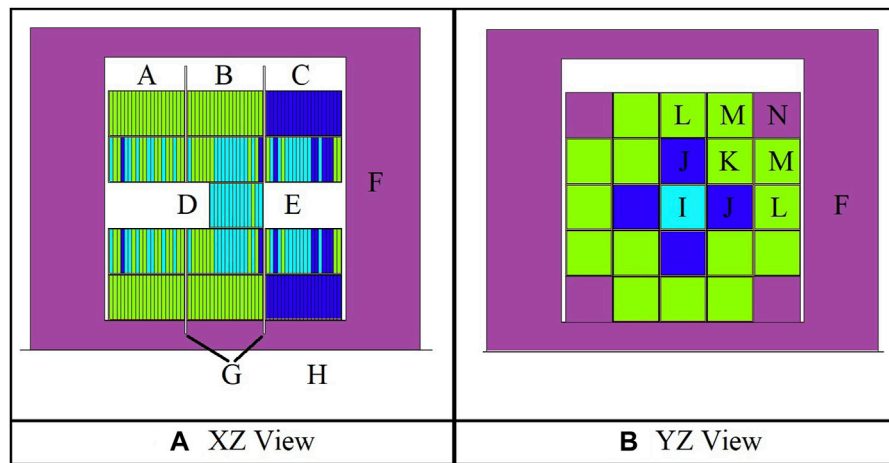 A B C
D E F
G H
A XZ View
L M N
J K M
I J L F
B YZ View